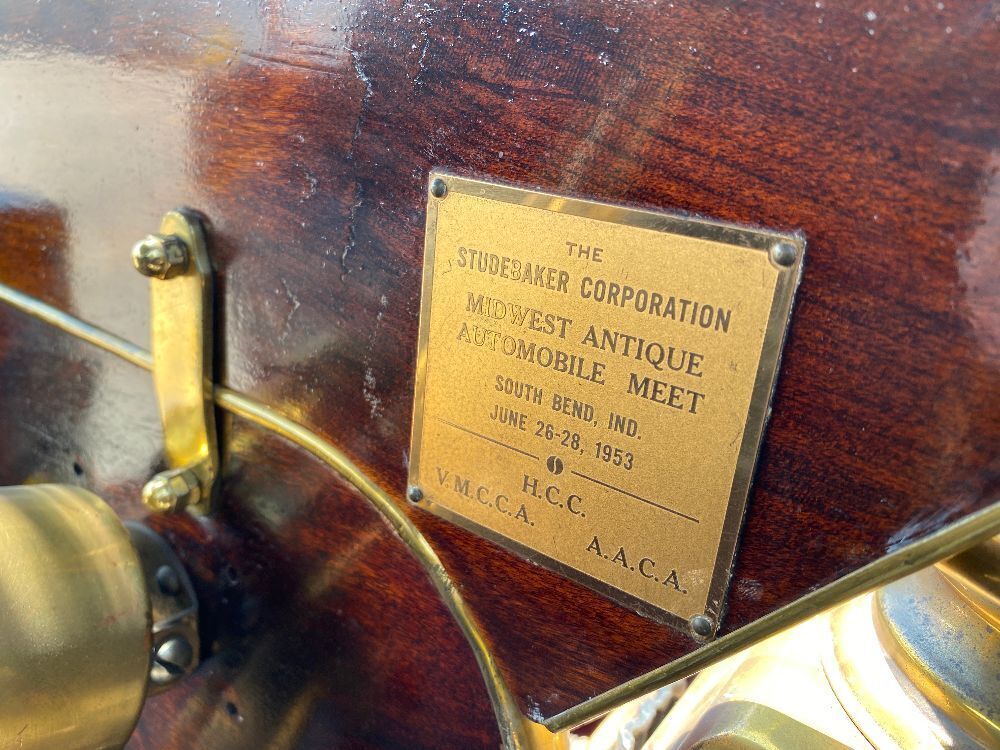 THE
STUDEBAKER CORPORATION
MIDWEST ANTIQUE
AUTOMOBILE MEET
SOUTH BEND, IND.
JUNE 26-28, 1953
H.C.C.
V.M.C.C.A.
A.A.C.A.